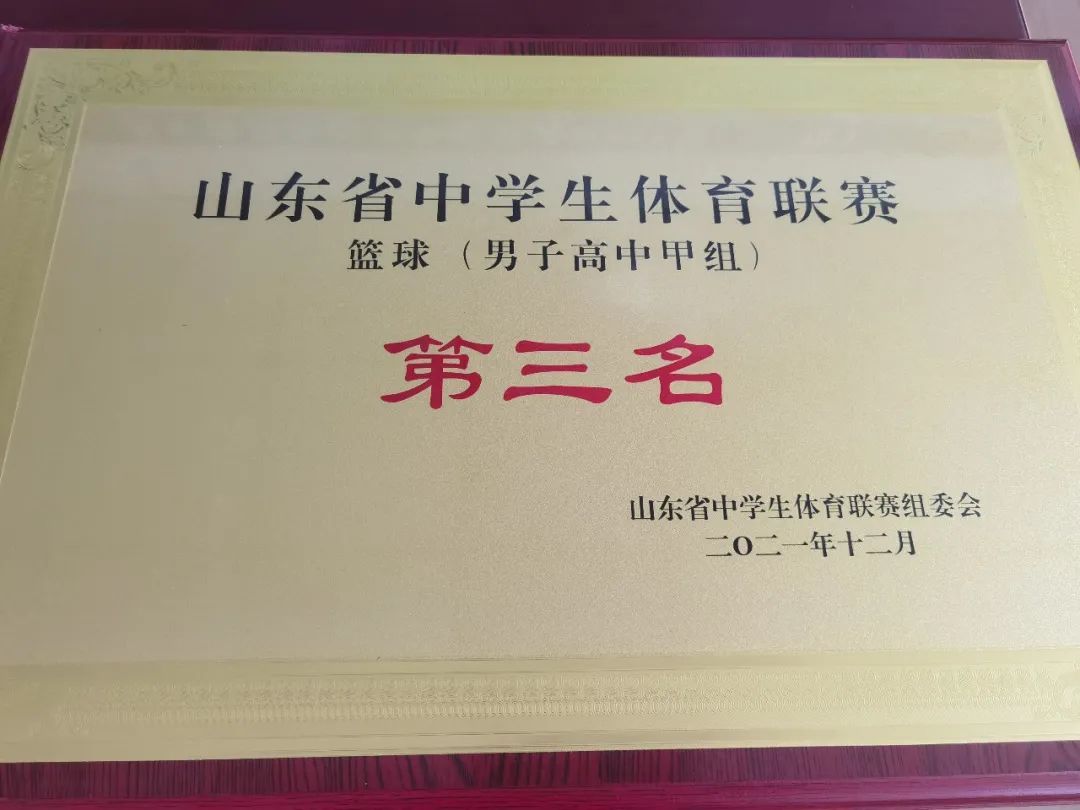 山东省中学生体育联赛
篮球（男子高中甲组）
第三名
山东省中学生体育联赛组委会
二O二一年十二月